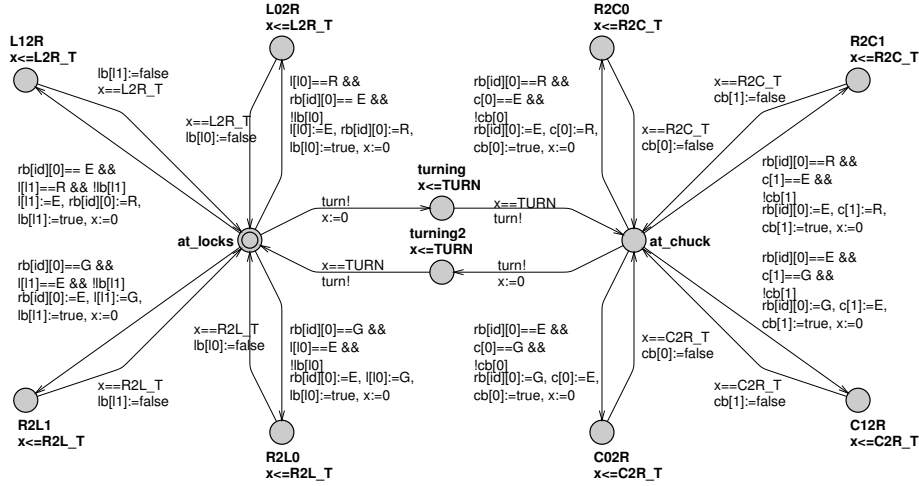 L12R
x<=L2R_T
L02R
x<=L2R_T
R2C0
x<=R2C_T
R2C1
x<=R2C_T
lb[l1]:=false
x==L2R_T
x==L2R_T
lb[l0]:=false
l[l0]==R &&
rb[id][0]== E &&
!lb[l0]
l[l0]:=E, rb[id][0]:=R,
lb[l0]:=true, x:=0
rb[id][0]==R &&
c[0]==E &&
!cb[0]
rb[id][0]:=E, c[0]:=R,
cb[0]:=true, x:=0
x==R2C_T
cb[0]:=false
x==R2C_T
cb[1]:=false
rb[id][0]== E &&
l[l1]==R && !lb[l1]
l[l1]:=E, rb[id][0]:=R,
lb[l1]:=true, x:=0
rb[id][0]==R &&
c[1]==E &&
!cb[1]
rb[id][0]:=E, c[1]:=R,
cb[1]:=true, x:=0
turning
x<=TURN
turn!
x:=0
x==TURN
turn!
at_locks
at_chuck
turning2
x<=TURN
x==TURN
turn!
turn!
x:=0
rb[id][0]==G &&
l[l1]==E && !lb[l1]
rb[id][0]:=E, l[l1]:=G,
lb[l1]:=true, x:=0
rb[id][0]==E &&
c[1]==G &&
!cb[1]
rb[id][0]:=G, c[1]:=E,
cb[1]:=true, x:=0
x==R2L_T
lb[l0]:=false
rb[id][0]==G &&
l[l0]==E &&
!lb[l0]
rb[id][0]:=E, l[l0]:=G,
lb[l0]:=true, x:=0
rb[id][0]==E &&
c[0]==G &&
!cb[0]
rb[id][0]:=G, c[0]:=E,
cb[0]:=true, x:=0
x==C2R_T
cb[0]:=false
x==R2L_T
lb[l1]:=false
x==C2R_T
cb[1]:=false
R2L1
x<=R2L_T
R2L0
x<=R2L_T
C02R
x<=C2R_T
C12R
x<=C2R_T